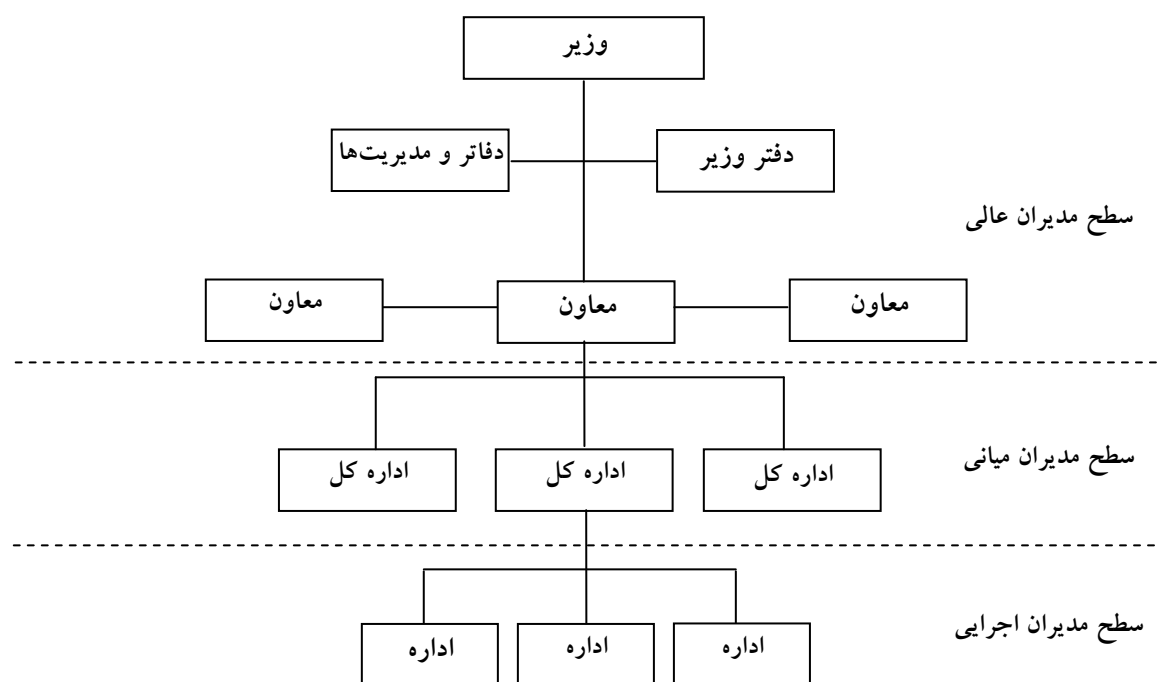 وزیر
دفتر وزیر
دفاتر و مدیریت‌ها
سطح مدیران عالی
معاون
معاون
معاون
سطح مدیران میانی
اداره کل
اداره کل
اداره کل
سطح مدیران اجرایی
اداره
اداره
اداره